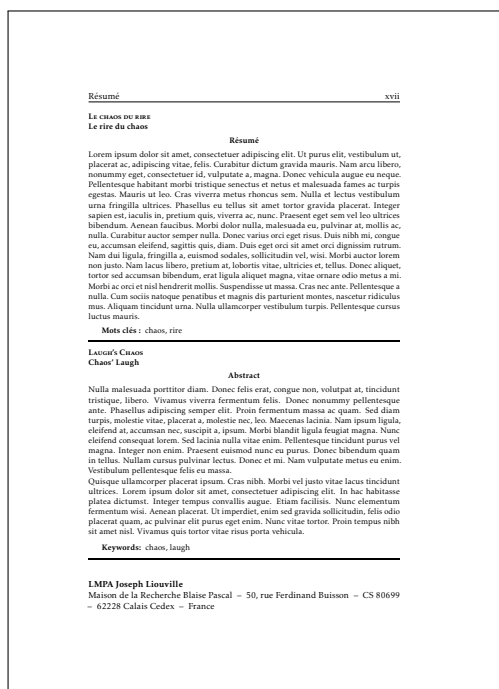 Résumé xvii
Le chaos du rire
Le rire du chaos
Résumé
Lorem ipsum dolor sit amet, consectetuer adipiscing elit. Ut purus elit, vestibulum ut,
placerat ac, adipiscing vitae, felis. Curabitur dictum gravida mauris. Nam arcu libero,
nonummy eget, consectetuer id, vulputate a, magna. Donec vehicula augue eu neque.
Pellentesque habitant morbi tristique senectus et netus et malesuada fames ac turpis
egestas. Mauris ut leo. Cras viverra metus rhoncus sem. Nulla et lectus vestibulum
urna fringilla ultrices. Phasellus eu tellus sit amet tortor gravida placerat. Integer
sapien est, iaculis in, pretium quis, viverra ac, nunc. Praesent eget sem vel leo ultrices
bibendum. Aenean faucibus. Morbi dolor nulla, malesuada eu, pulvinar at, mollis ac,
nulla. Curabitur auctor semper nulla. Donec varius orci eget risus. Duis nibh mi, congue
eu, accumsan eleifend, sagittis quis, diam. Duis eget orci sit amet orci dignissim rutrum.
Nam dui ligula, fringilla a, euismod sodales, sollicitudin vel, wisi. Morbi auctor lorem
non justo. Nam lacus libero, pretium at, lobortis vitae, ultricies et, tellus. Donec aliquet,
tortor sed accumsan bibendum, erat ligula aliquet magna, vitae ornare odio metus a mi.
Morbi ac orci et nisl hendrerit mollis. Suspendisse ut massa. Cras nec ante. Pellentesque a
nulla. Cum sociis natoque penatibus et magnis dis parturient montes, nascetur ridiculus
mus. Aliquam tincidunt urna. Nulla ullamcorper vestibulum turpis. Pellentesque cursus
luctus mauris.
Mots clés : chaos, rire
Laugh's Chaos
Chaos' Laugh
Abstract
Nulla malesuada porttitor diam. Donec felis erat, congue non, volutpat at, tincidunt
tristique, libero. Vivamus viverra fermentum felis. Donec nonummy pellentesque
ante. Phasellus adipiscing semper elit. Proin fermentum massa ac quam. Sed diam
turpis, molestie vitae, placerat a, molestie nec, leo. Maecenas lacinia. Nam ipsum ligula,
eleifend at, accumsan nec, suscipit a, ipsum. Morbi blandit ligula feugiat magna. Nunc
eleifend consequat lorem. Sed lacinia nulla vitae enim. Pellentesque tincidunt purus vel
magna. Integer non enim. Praesent euismod nunc eu purus. Donec bibendum quam
in tellus. Nullam cursus pulvinar lectus. Donec et mi. Nam vulputate metus eu enim.
Vestibulum pellentesque felis eu massa.
Quisque ullamcorper placerat ipsum. Cras nibh. Morbi vel justo vitae lacus tincidunt
ultrices. Lorem ipsum dolor sit amet, consectetuer adipiscing elit. In hac habitasse
platea dictumst. Integer tempus convallis augue. Etiam facilisis. Nunc elementum
fermentum wisi. Aenean placerat. Ut imperdiet, enim sed gravida sollicitudin, felis odio
placerat quam, ac pulvinar elit purus eget enim. Nunc vitae tortor. Proin tempus nibh
sit amet nisl. Vivamus quis tortor vitae risus porta vehicula.
Keywords: chaos, laugh
LMPA Joseph Liouville
Maison de la Recherche Blaise Pascal – 50, rue Ferdinand Buisson – CS 80699
– 62228 Calais Cedex – France